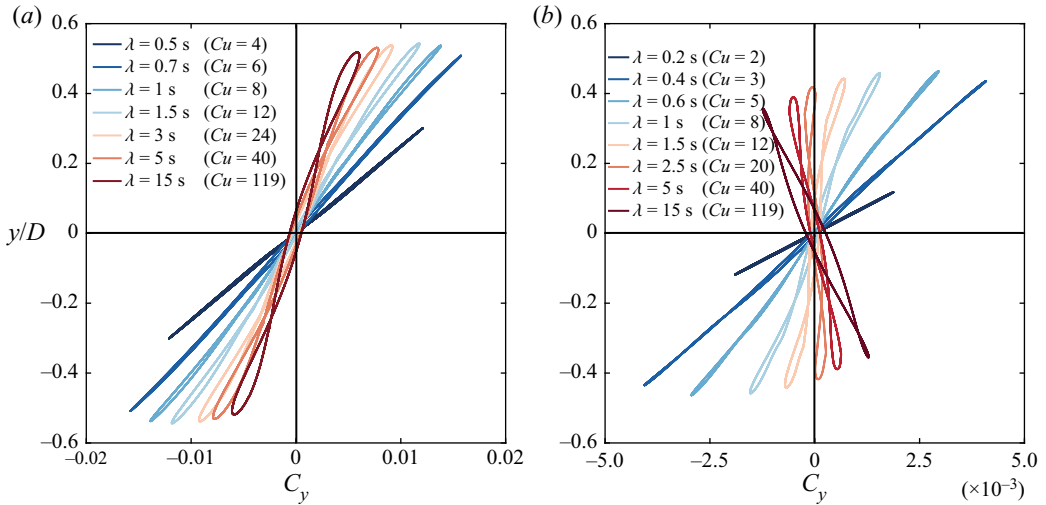 (a)
0.6
0.4
0.2
0
−0.2
−0.4
−0.6
y/D
λ = 0.5 s (Cu = 4)
λ = 0.7 s (Cu = 6)
λ = 1 s (Cu = 8)
λ = 1.5 s (Cu = 12)
λ = 3 s (Cu = 24)
λ = 5 s (Cu = 40)
λ = 15 s (Cu = 119)
−0.02 −0.01 0 0.01 0.02
C_y
(b)
0.6
0.4
0.2
0
−0.2
−0.4
−0.6
λ = 0.2 s (Cu = 2)
λ = 0.4 s (Cu = 3)
λ = 0.6 s (Cu = 5)
λ = 1 s (Cu = 8)
λ = 1.5 s (Cu = 12)
λ = 2.5 s (Cu = 20)
λ = 5 s (Cu = 40)
λ = 15 s (Cu = 119)
−5.0 −2.5 0 2.5 5.0
C_y
(×10⁻³)